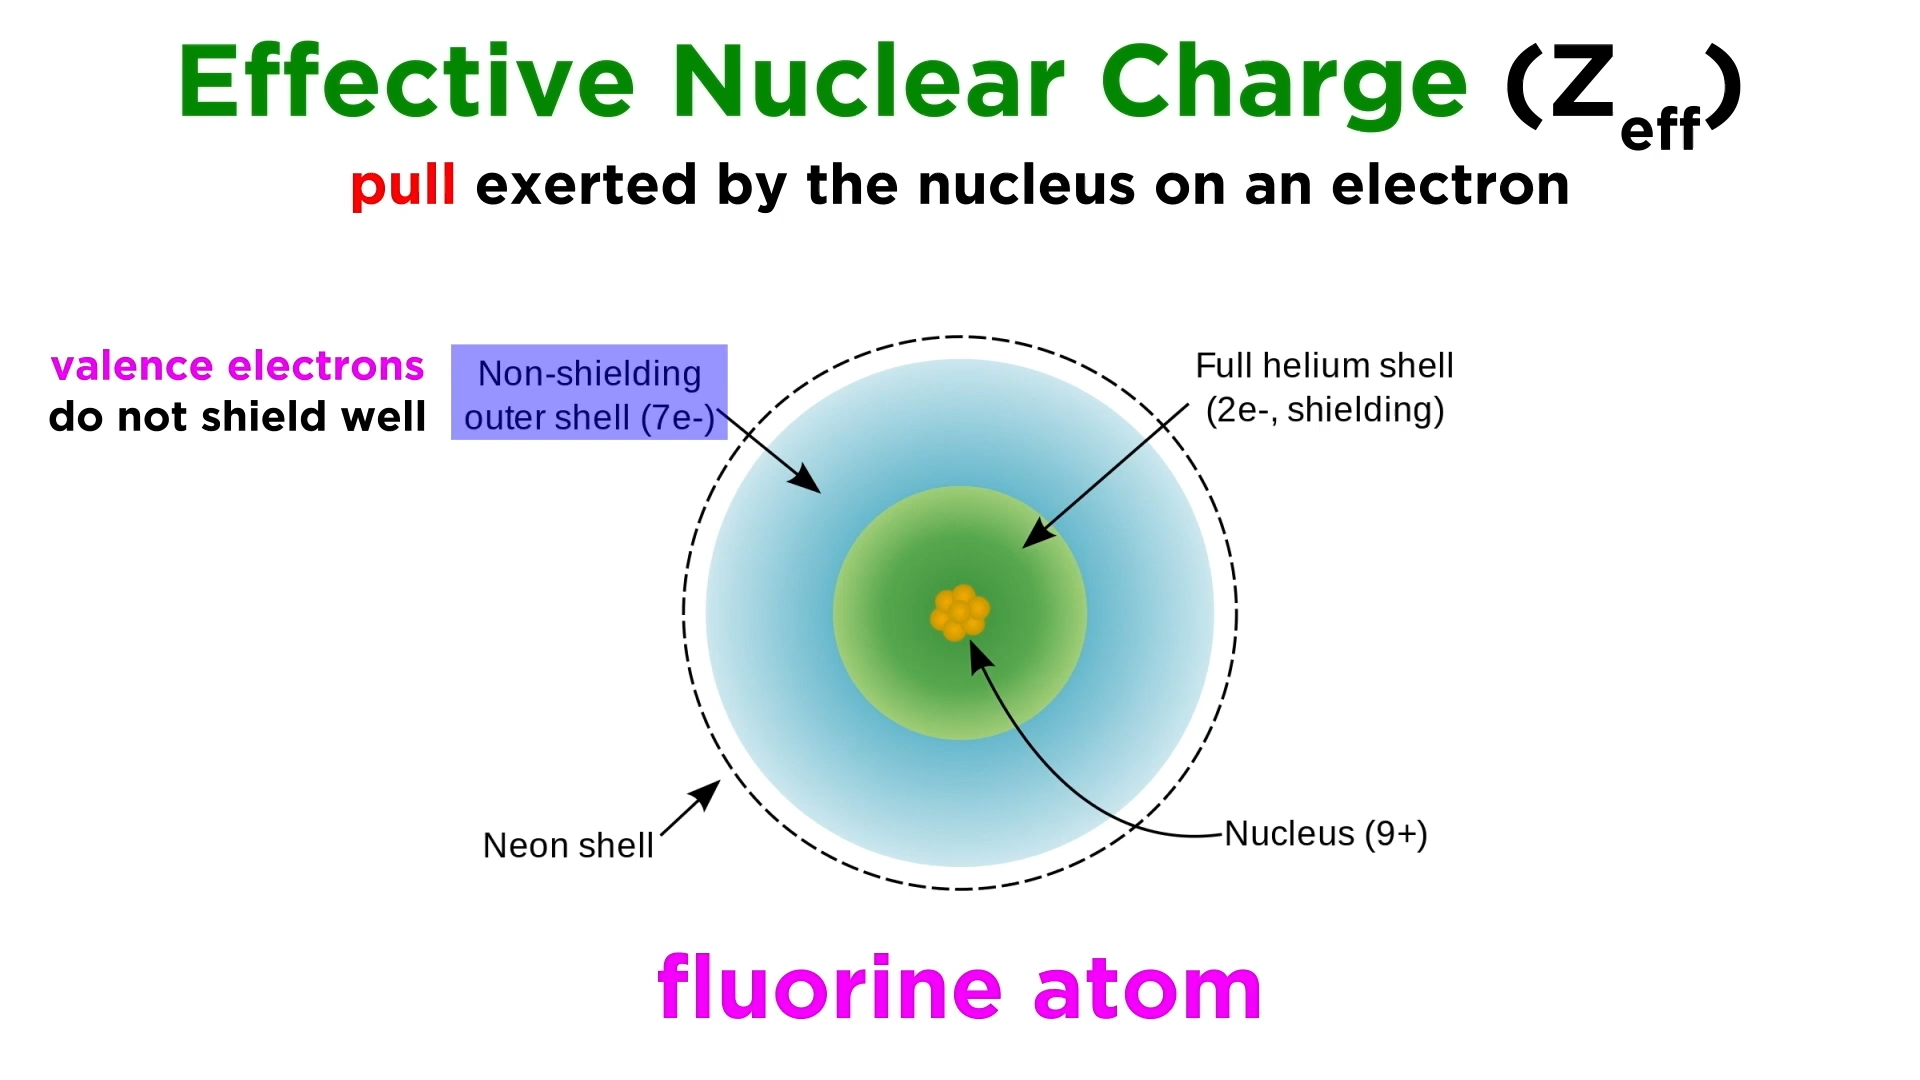 Effective Nuclear Charge (Zeff)
pull exerted by the nucleus on an electron
valence electrons
do not shield well
Non-shielding
outer shell (7e-)
Full helium shell
(2e-, shielding)
Neon shell
Nucleus (9+)
fluorine atom